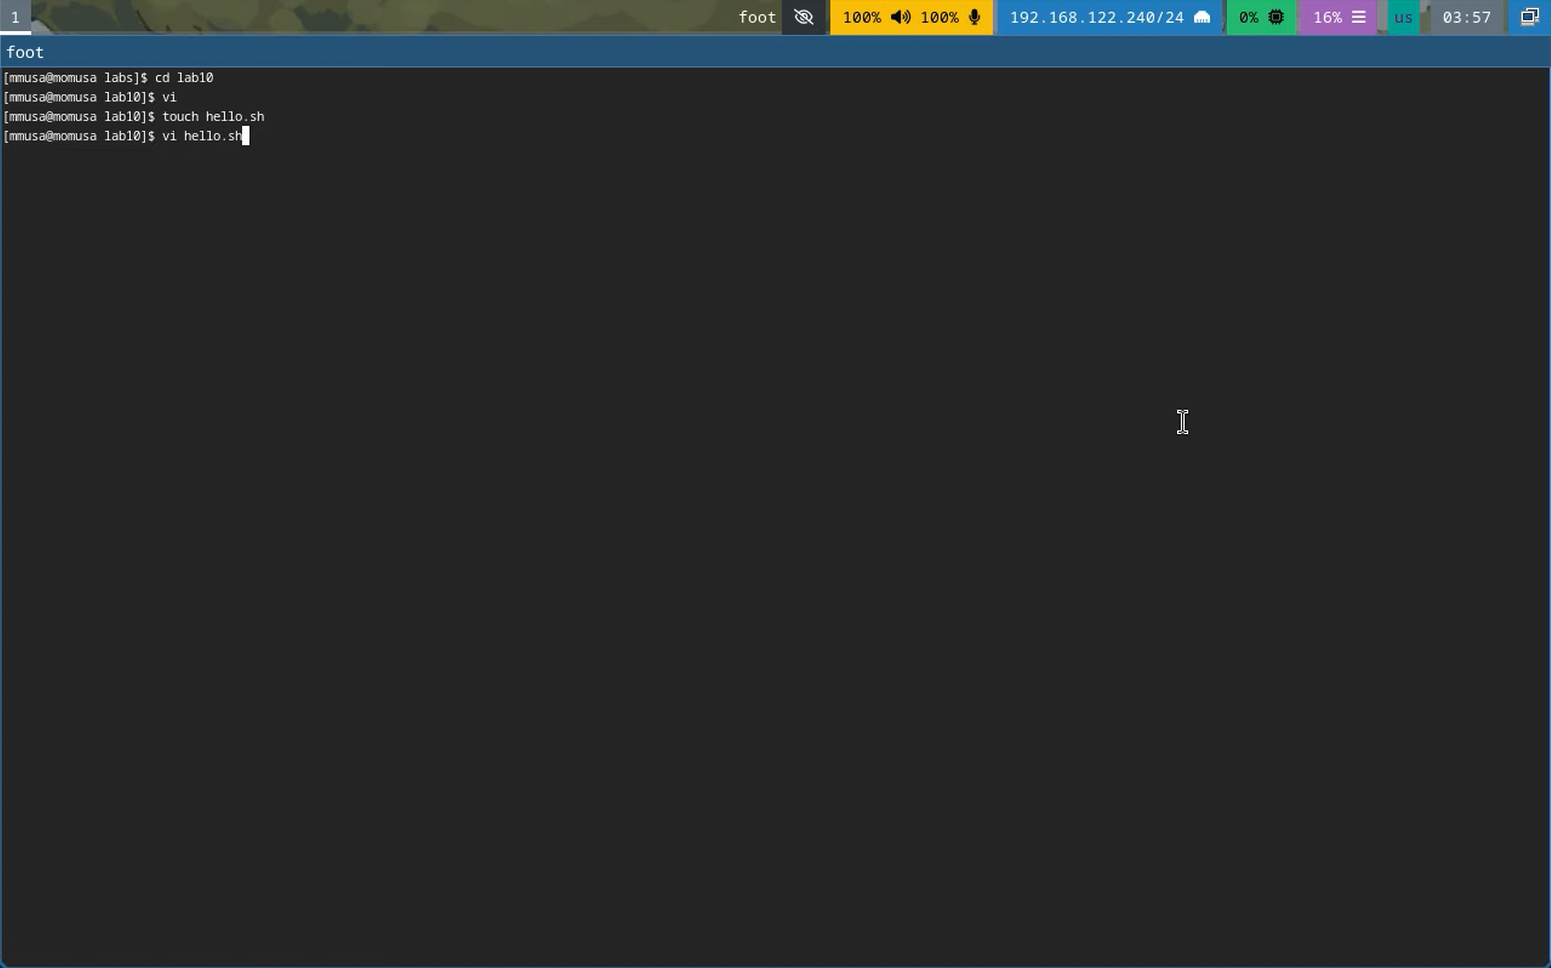 1 foot 100% 100% 192.168.122.240/24 0% 16% us 03:57
foot
[mmusa@momusa labs]$ cd lab10
[mmusa@momusa lab10]$ vi
[mmusa@momusa lab10]$ touch hello.sh
[mmusa@momusa lab10]$ vi hello.sh